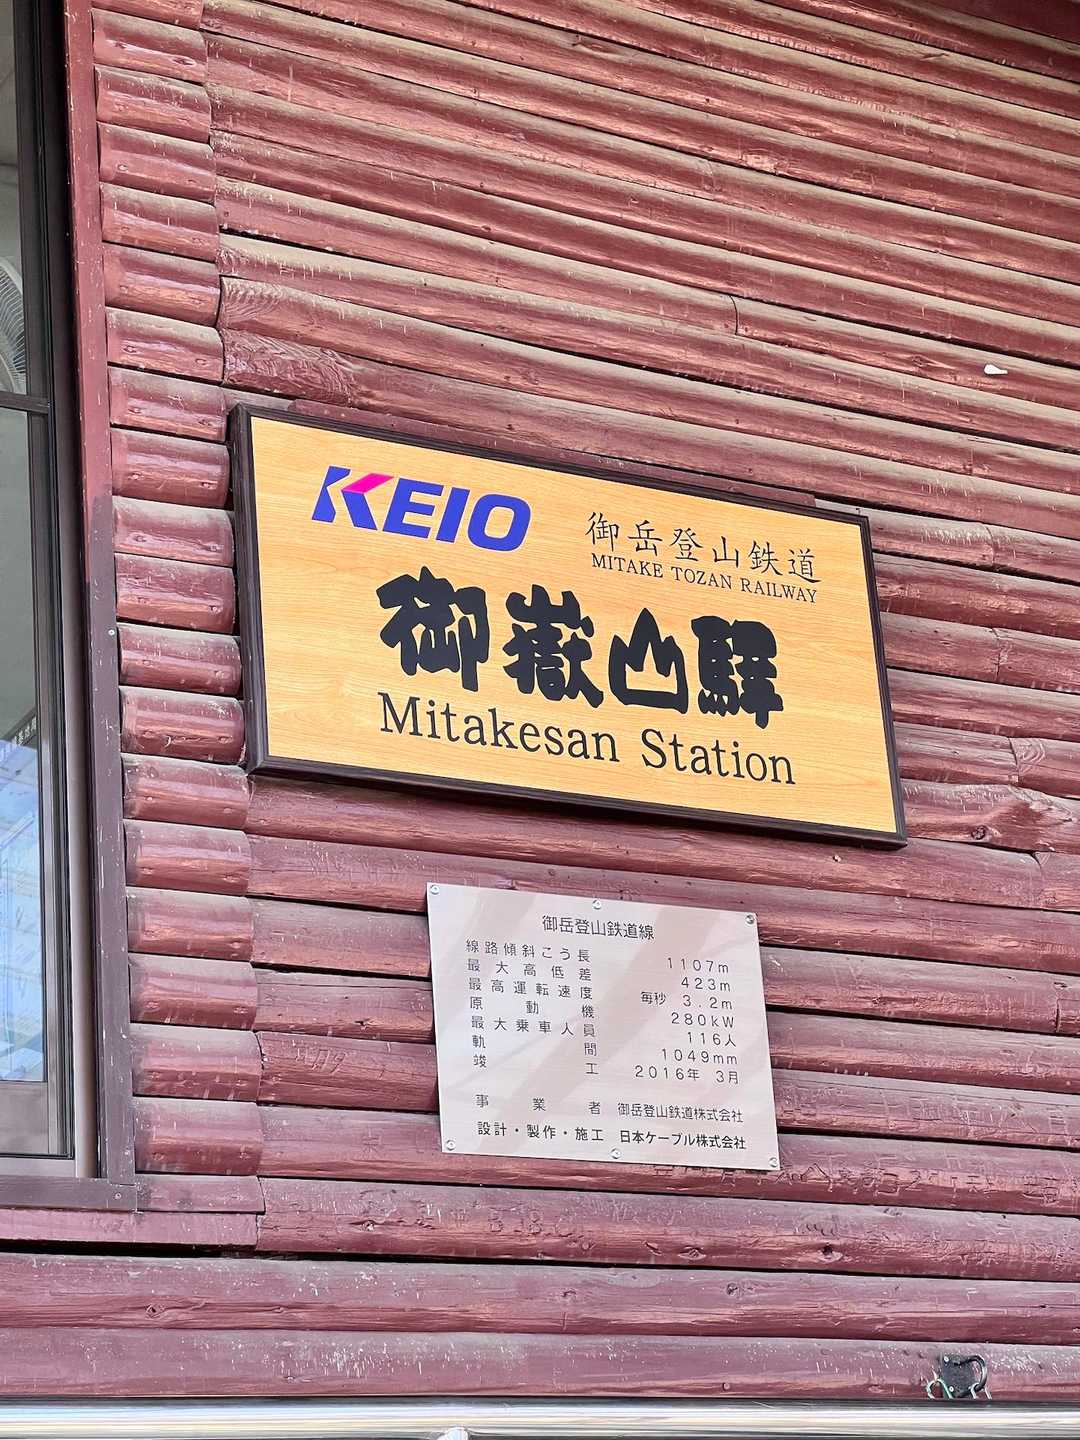 KEIO
御岳登山鉄道
MITAKE TOZAN RAILWAY
御嶽山驛
Mitakesan Station
御岳登山鉄道線
線路傾斜こう長 1107m
最大高低差 423m
最高運転速度 毎秒 3.2m
原動機 280kW
最大乗車人員 116人
軌間 1049mm
竣工 2016年 3月
事業者 御岳登山鉄道株式会社
設計・製作・施工 日本ケーブル株式会社